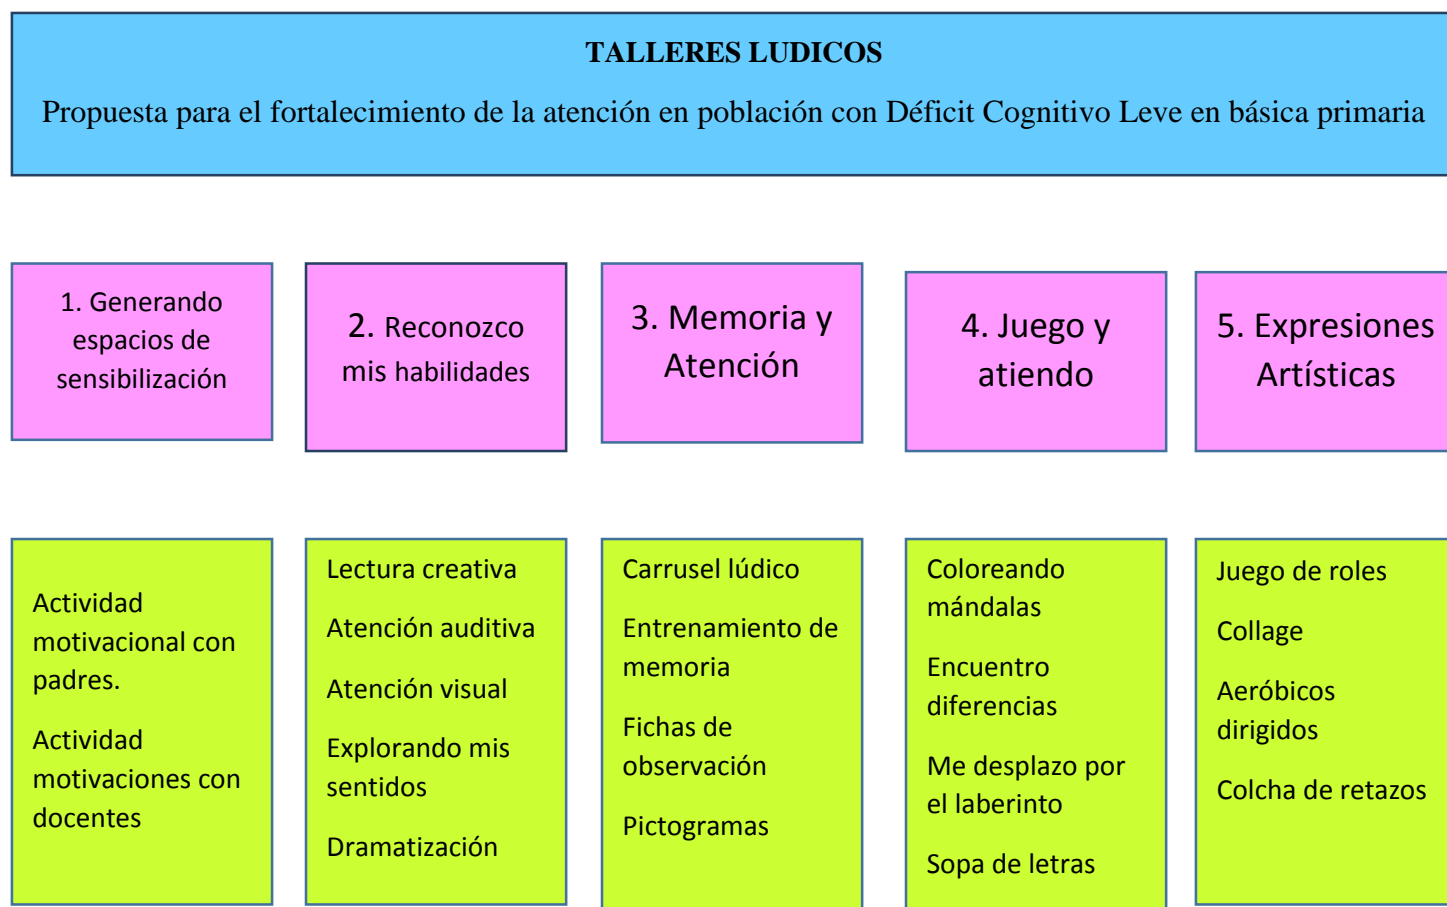 TALLERES LUDICOS
Propuesta para el fortalecimiento de la atención en población con Déficit Cognitivo Leve en básica primaria
1. Generando
espacios de
sensibilización
2. Reconozco
mis habilidades
3. Memoria y
Atención
4. Juego y
atiendo
5. Expresiones
Artísticas
Actividad
motivacional con
padres.
Actividad
motivaciones con
docentes
Lectura creativa
Atención auditiva
Atención visual
Explorando mis
sentidos
Dramatización
Carrusel lúdico
Entrenamiento de
memoria
Fichas de
observación
Pictogramas
Coloreando
mándalas
Encuentro
diferencias
Me desplazo por
el laberinto
Sopa de letras
Juego de roles
Collage
Aeróbicos
dirigidos
Colcha de retazos